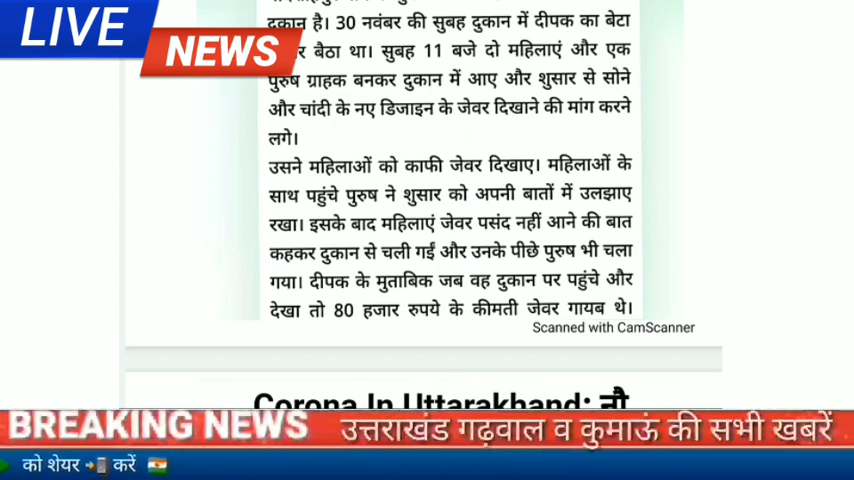 LIVE
NEWS
दुकान है। 30 नवंबर की सुबह दुकान में दीपक का बेटा
बैठा था। सुबह 11 बजे दो महिलाएं और एक
पुरुष ग्राहक बनकर दुकान में आए और शुसार से सोने
और चांदी के नए डिजाइन के जेवर दिखाने की मांग करने
लगे।
उसने महिलाओं को काफी जेवर दिखाए। महिलाओं के
साथ पहुंचे पुरुष ने शुसार को अपनी बातों में उलझाए
रखा। इसके बाद महिलाएं जेवर पसंद नहीं आने की बात
कहकर दुकान से चली गईं और उनके पीछे पुरुष भी चला
गया। दीपक के मुताबिक जब वह दुकान पर पहुंचे और
देखा तो 80 हजार रुपये के कीमती जेवर गायब थे।
Scanned with CamScanner
Corona In Uttarakhand: नौ
BREAKING NEWS
उत्तराखंड गढ़वाल व कुमाऊं की सभी खबरें
को शेयर करें